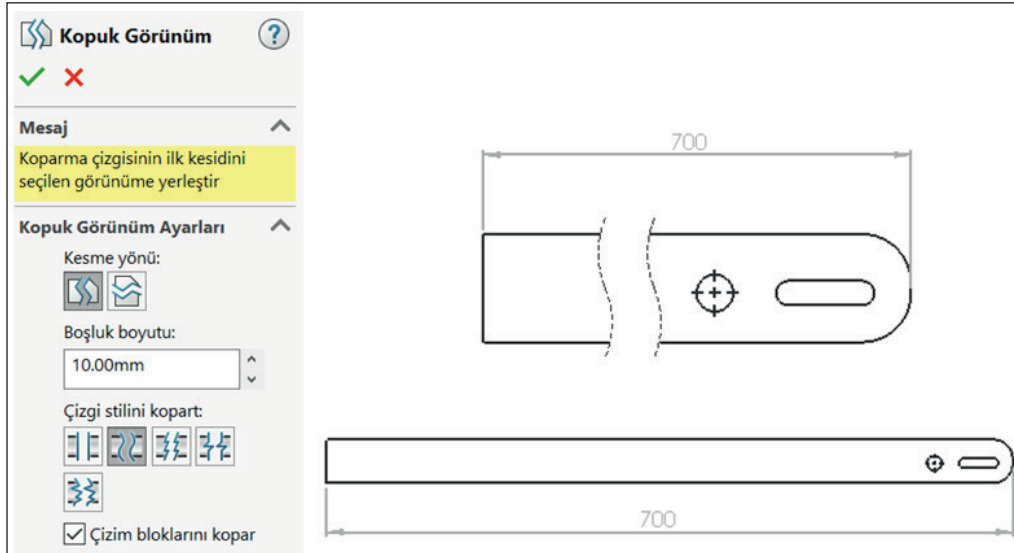 Kopuk Görünüm
?
Mesaj
Koparma çizgisinin ilk kesidini
seçilen görünüme yerleştir
Kopuk Görünüm Ayarları
Kesme yönü:
Boşluk boyutu:
10.00mm
Çizgi stilini kopart:
Çizim bloklarını kopar
700
700